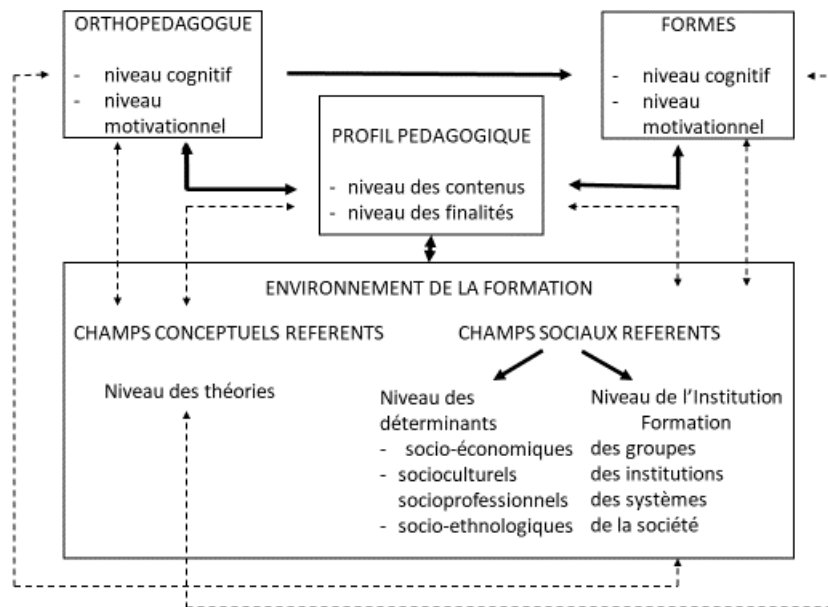 ORTHOPEDAGOGUE
- niveau cognitif
- niveau
motivationnel
FORMES
- niveau cognitif
- niveau
motivationnel
PROFIL PEDAGOGIQUE
- niveau des contenus
- niveau des finalités
ENVIRONNEMENT DE LA FORMATION
CHAMPS CONCEPTUELS REFERENTS
Niveau des théories
CHAMPS SOCIAUX REFERENTS
Niveau des
déterminants
- socio-économiques
- socioculturels
socioprofessionnels
- socio-ethnologiques
Niveau de l’Institution
Formation
des groupes
des institutions
des systèmes
de la société